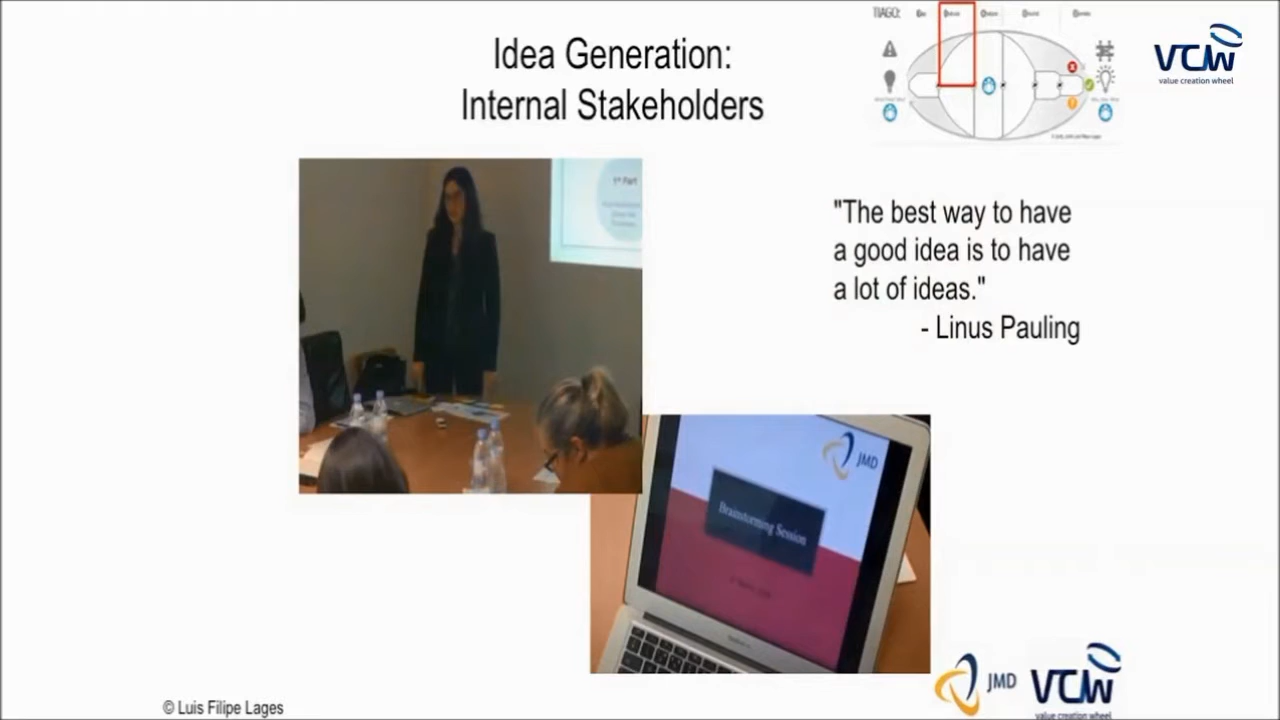 Idea Generation:
Internal Stakeholders
TIAGO:
VCW
value creation wheel
1st Part
"The best way to have
a good idea is to have
a lot of ideas."
- Linus Pauling
JMD
Brainstorming Session
JMD
VCW
value creation wheel
© Luis Filipe Lages